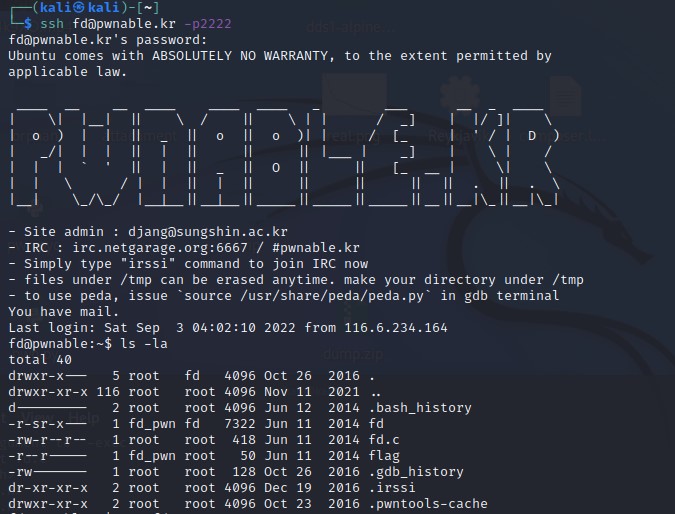 ┌──(kali㉿kali)-[~]
└─$ ssh fd@pwnable.kr -p2222
fd@pwnable.kr's password:
Ubuntu comes with ABSOLUTELY NO WARRANTY, to the extent permitted by
applicable law.
- Site admin : djang@sungshin.ac.kr
- IRC : irc.netgarage.org:6667 / #pwnable.kr
- Simply type "irssi" command to join IRC now
- files under /tmp can be erased anytime. make your directory under /tmp
- to use peda, issue `source /usr/share/peda/peda.py` in gdb terminal
You have mail.
Last login: Sat Sep  3 04:02:10 2022 from 116.6.234.164
fd@pwnable:~$ ls -la
total 40
drwxr-x---   5 root   fd   4096 Oct 26  2016 .
drwxr-xr-x 116 root   root 4096 Nov 11  2021 ..
d---------   2 root   root 4096 Jun 12  2014 .bash_history
-r-sr-x---   1 fd_pwn fd   7322 Jun 11  2014 fd
-rw-r--r--   1 root   root  418 Jun 11  2014 fd.c
-r--r-----   1 fd_pwn root   50 Jun 11  2014 flag
-rw-------   1 root   root  128 Oct 26  2016 .gdb_history
dr-xr-xr-x   2 root   root 4096 Dec 19  2016 .irssi
drwxr-xr-x   2 root   root 4096 Oct 23  2016 .pwntools-cache